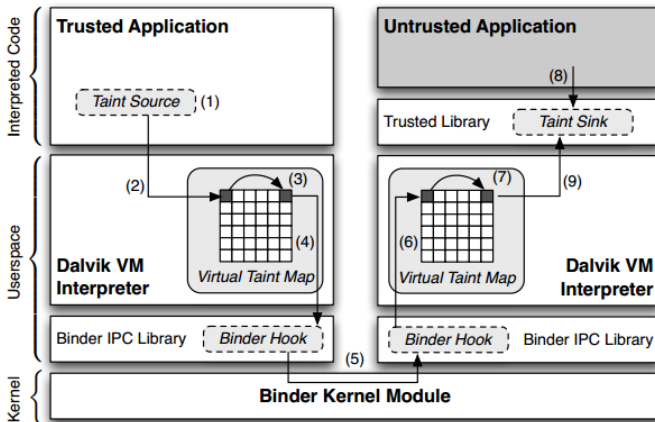 Interpreted Code
Userspace
Kernel
Trusted Application
Taint Source
(1)
(2)
(3)
(4)
Virtual Taint Map
Dalvik VM
Interpreter
Binder IPC Library
Binder Hook
(5)
Untrusted Application
(8)
Trusted Library
Taint Sink
(7)
(9)
(6)
Virtual Taint Map
Dalvik VM
Interpreter
Binder Hook
Binder IPC Library
Binder Kernel Module